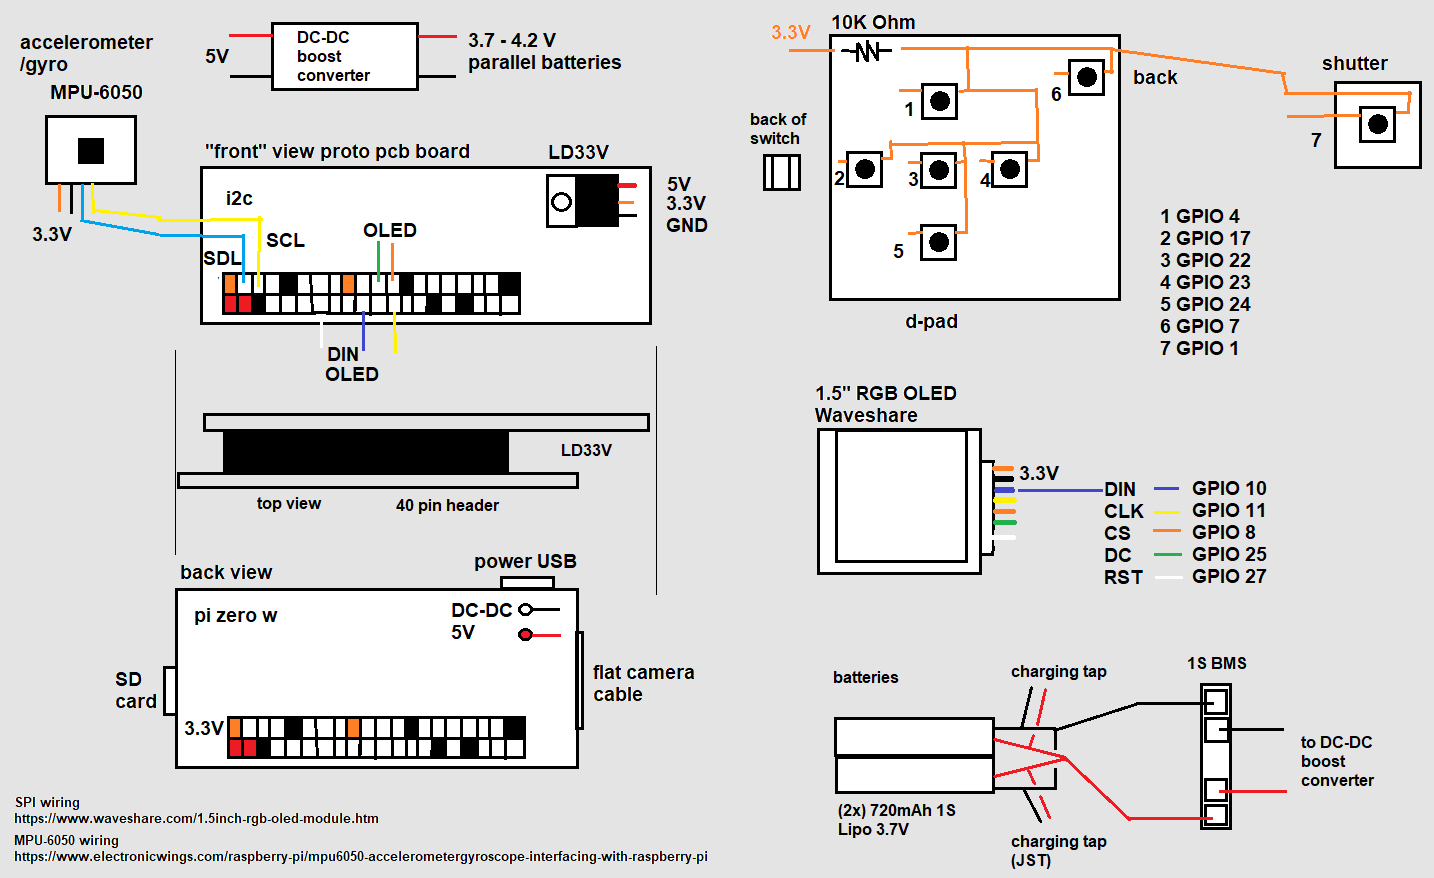 accelerometer
/gyro
MPU-6050
3.3V
5V
DC-DC
boost
converter
3.7 - 4.2 V
parallel batteries
"front" view proto pcb board
LD33V
i2c
SCL
SDL
OLED
5V
3.3V
GND
DIN
OLED
LD33V
top view
40 pin header
back view
power USB
pi zero w
DC-DC
5V
SD
card
flat camera
cable
3.3V
SPI wiring
https://www.waveshare.com/1.5inch-rgb-oled-module.htm
MPU-6050 wiring
https://www.electronicwings.com/raspberry-pi/mpu6050-accelerometergyroscope-interfacing-with-raspberry-pi
10K Ohm
3.3V
back
shutter
back of
switch
1
2
3
4
5
6
7
d-pad
1 GPIO 4
2 GPIO 17
3 GPIO 22
4 GPIO 23
5 GPIO 24
6 GPIO 7
7 GPIO 1
1.5" RGB OLED
Waveshare
3.3V
DIN GPIO 10
CLK GPIO 11
CS GPIO 8
DC GPIO 25
RST GPIO 27
batteries
charging tap
1S BMS
to DC-DC
boost
converter
(2x) 720mAh 1S
Lipo 3.7V
charging tap
(JST)